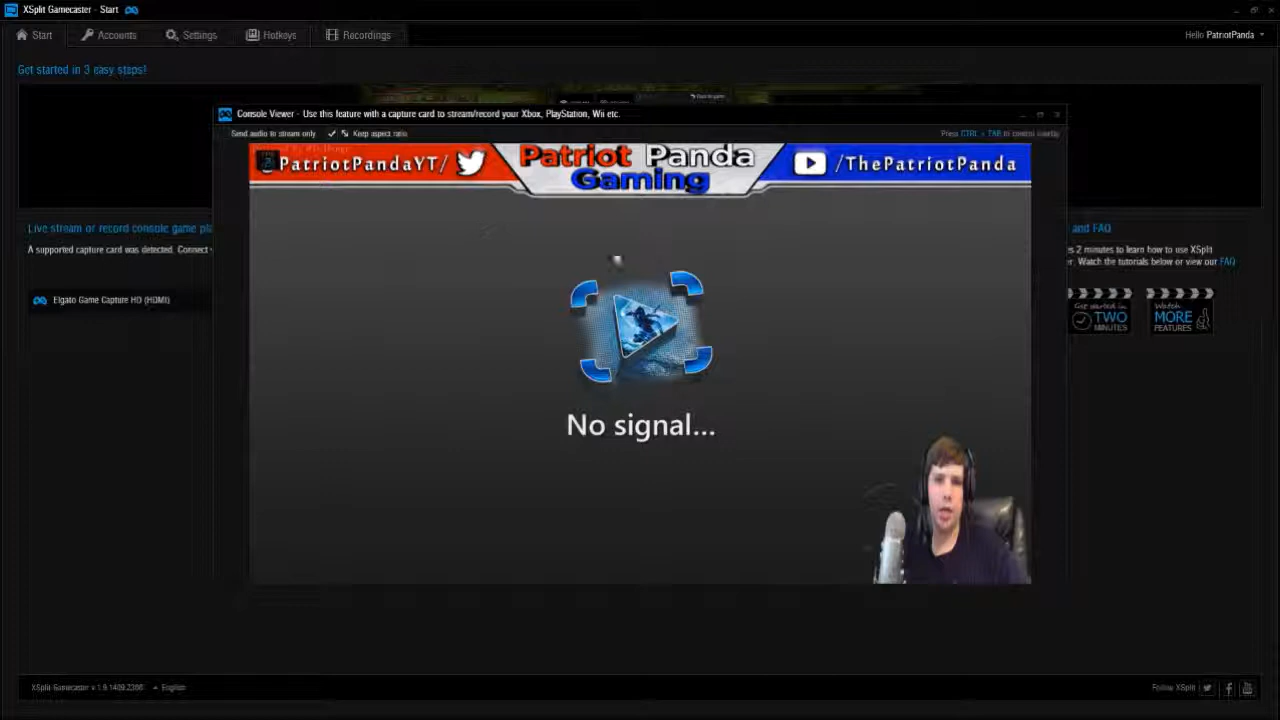 XSplit Gamecaster - Start
Start
Accounts
Settings
Hotkeys
Recordings
Hello PatriotPanda
Get started in 3 easy steps!
Console Viewer - Use this feature with a capture card to stream/record your Xbox, PlayStation, Wii etc.
Send audio to stream only
Keep aspect ratio
Press CTRL + TAB to control overlay
PatriotPandaYT/
Patriot Panda
Gaming
/ThePatriotPanda
Live stream or record console game pla
A supported capture card was detected. Connect
Elgato Game Capture HD (HDMI)
and FAQ
2 minutes to learn how to use XSplit
Watch the tutorials below or view our FAQ
Get started in
TWO
MINUTES
Watch
MORE
FEATURES
No signal...
XSplit Gamecaster v.1.9.1409.2366
English
Follow XSplit